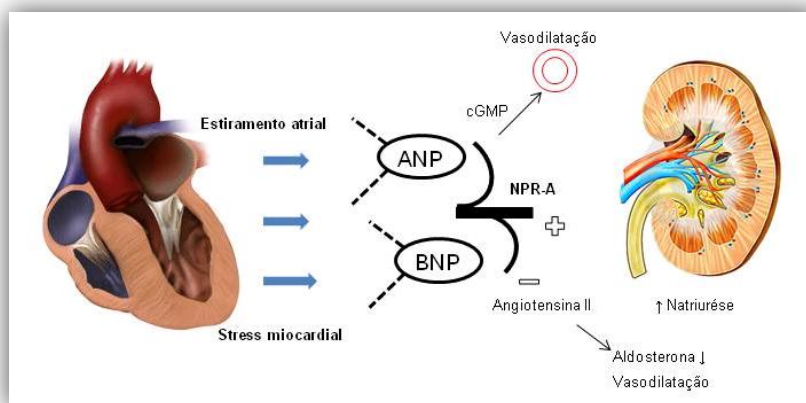 Vasodilatação
cGMP
Estiramento atrial
ANP
NPR-A
BNP
Angiotensina II
↑ Natriurése
Stress miocardial
Aldosterona ↓
Vasodilatação